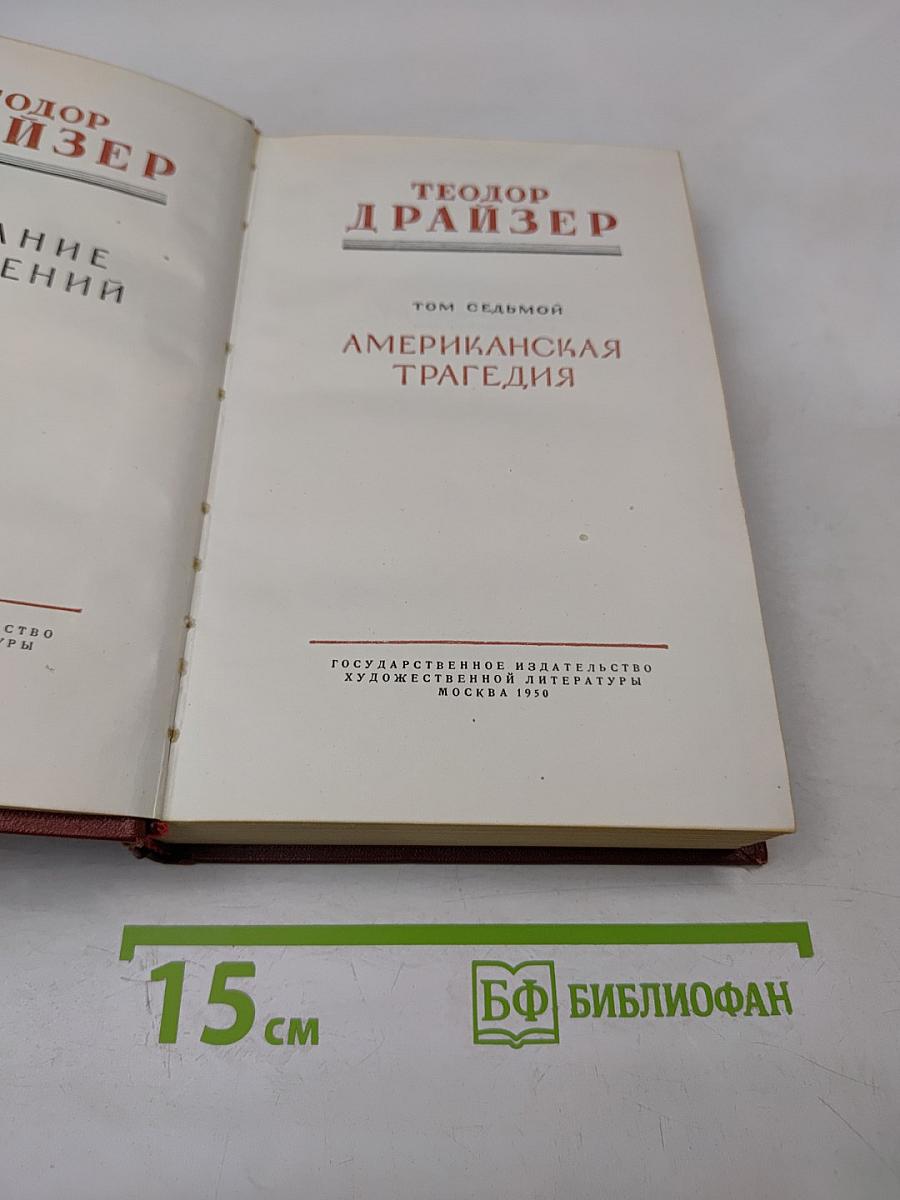 ТЕОДОР
ДРАЙЗЕР
ТОМ СЕДЬМОЙ
АМЕРИКАНСКАЯ
ТРАГЕДИЯ
ГОСУДАРСТВЕННОЕ ИЗДАТЕЛЬСТВО
ХУДОЖЕСТВЕННОЙ ЛИТЕРАТУРЫ
МОСКВА 1950
15 см
БФ БИБЛИОФАН